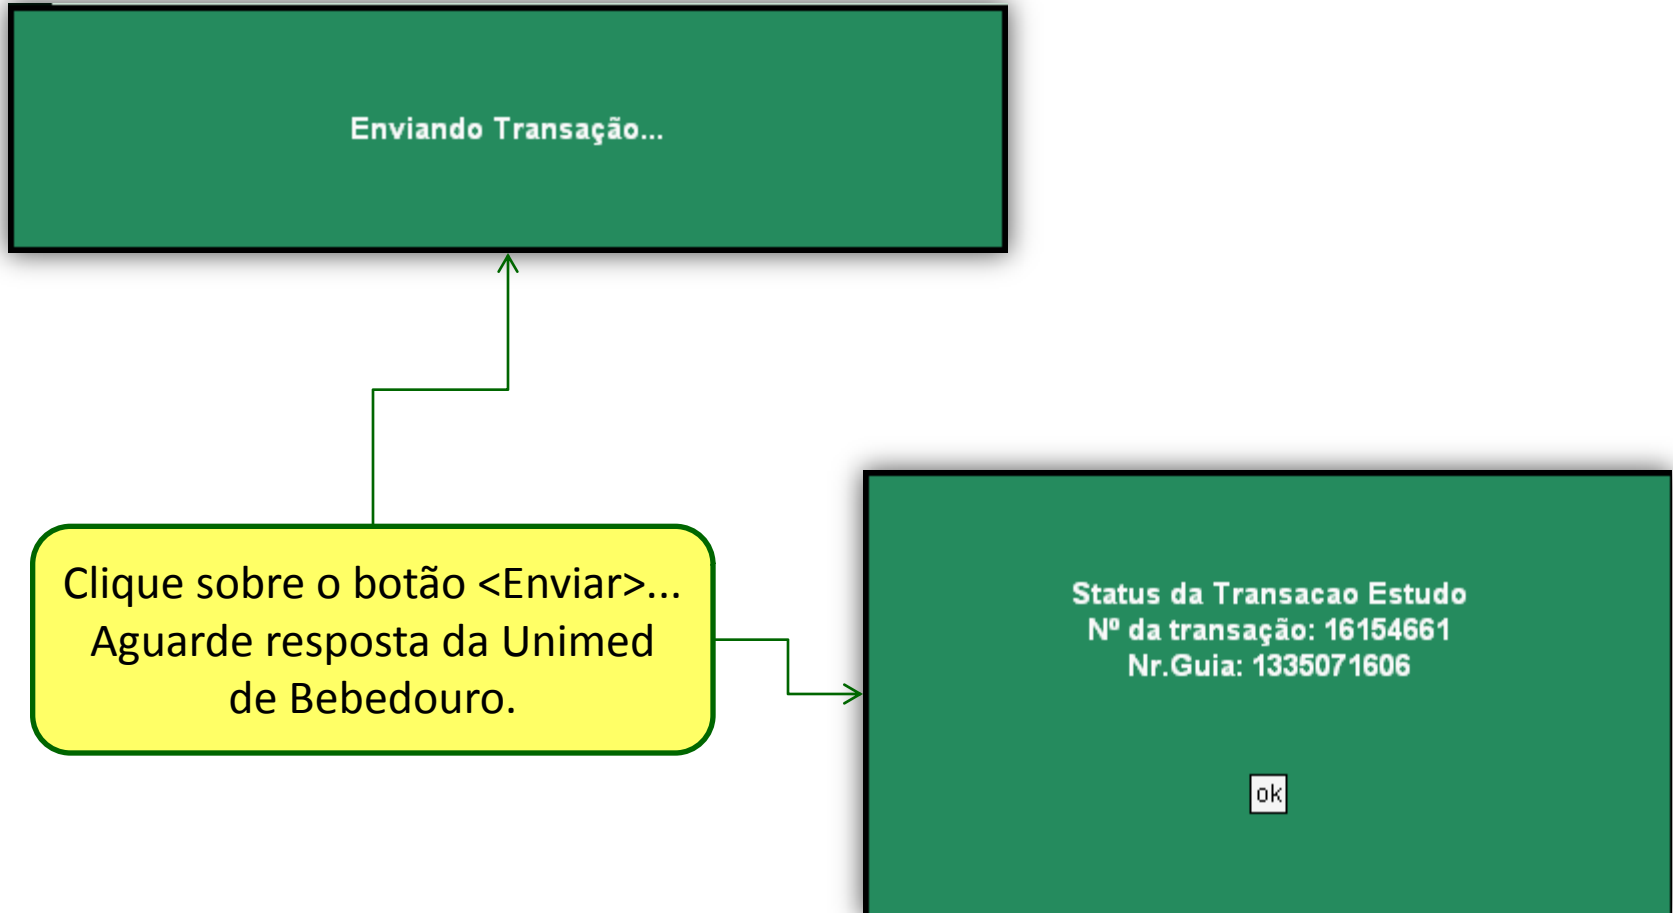 Enviando Transação...
Clique sobre o botão <Enviar>...
Aguarde resposta da Unimed
de Bebedouro.
Status da Transacao Estudo
Nº da transação: 16154661
Nr.Guia: 1335071606
ok